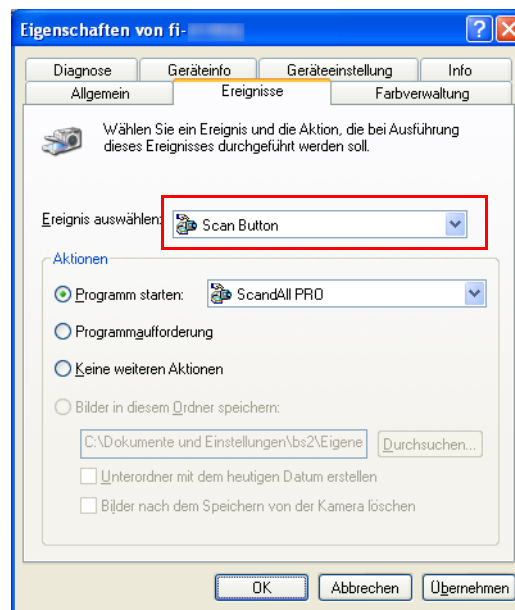 Eigenschaften von fi-
Diagnose Geräteinfo Geräteeinstellung Info
Allgemein Ereignisse Farbverwaltung
Wählen Sie ein Ereignis und die Aktion, die bei Ausführung
dieses Ereignisses durchgeführt werden soll.
Ereignis auswählen: Scan Button
Aktionen
Programm starten: ScandAll PRO
Programmaufforderung
Keine weiteren Aktionen
Bilder in diesem Ordner speichern:
C:\Dokumente und Einstellungen\bs2\Eigene Durchsuchen...
Unterordner mit dem heutigen Datum erstellen
Bilder nach dem Speichern von der Kamera löschen
OK Abbrechen Übernehmen